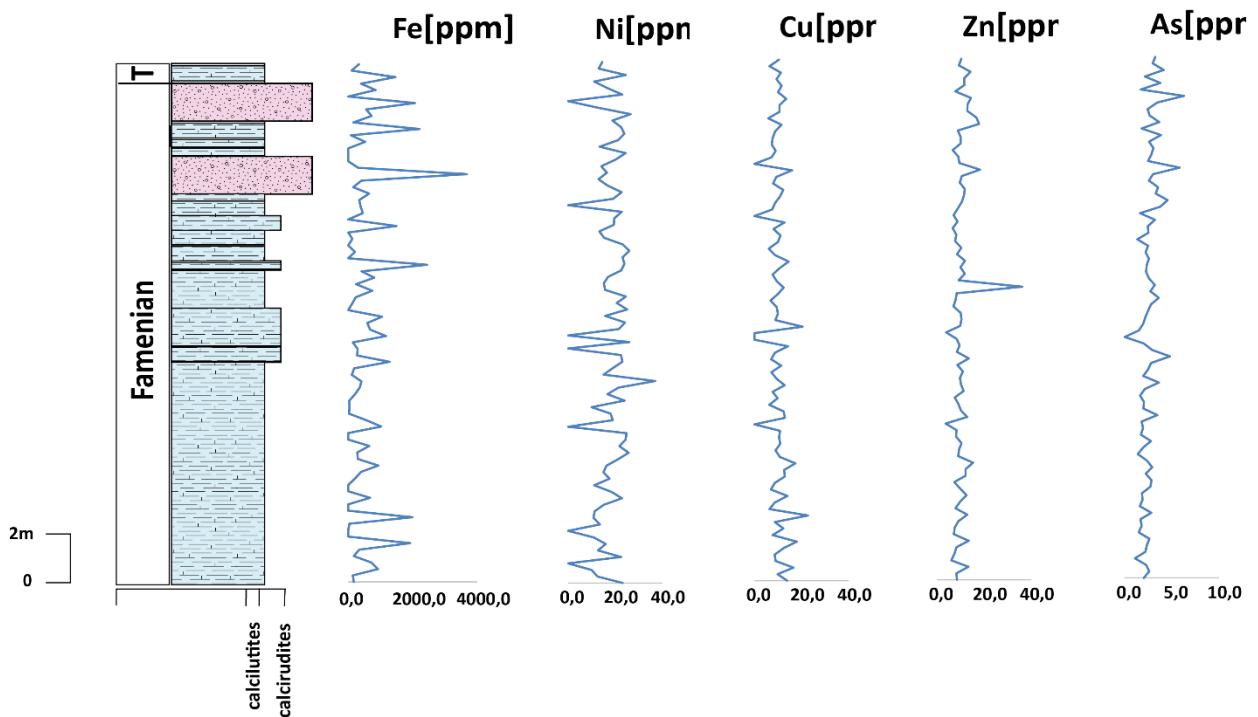 Fe[ppm] Ni[ppn Cu[ppr Zn[ppr As[ppr
T
Famenian
2m
0
0,0 2000,0 4000,0 0,0 20,0 40,0 0,0 20,0 40,0 0,0 20,0 40,0 0,0 5,0 10,0
calcilutites
calcirudites